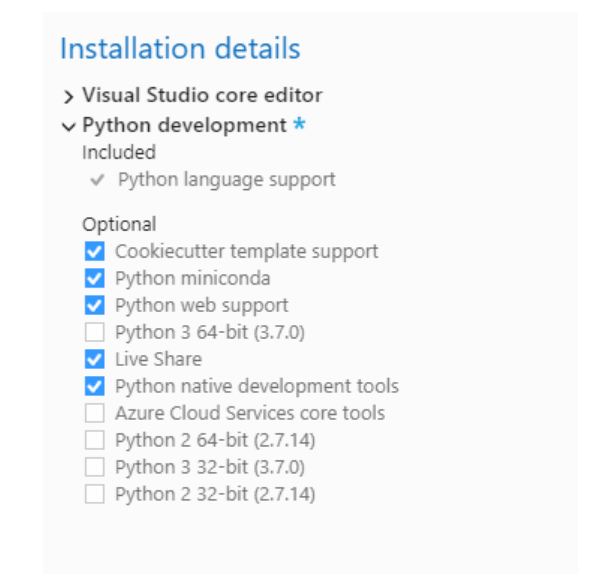 Installation details
Visual Studio core editor
Python development *
Included
Python language support
Optional
Cookiecutter template support
Python miniconda
Python web support
Python 3 64-bit (3.7.0)
Live Share
Python native development tools
Azure Cloud Services core tools
Python 2 64-bit (2.7.14)
Python 3 32-bit (3.7.0)
Python 2 32-bit (2.7.14)